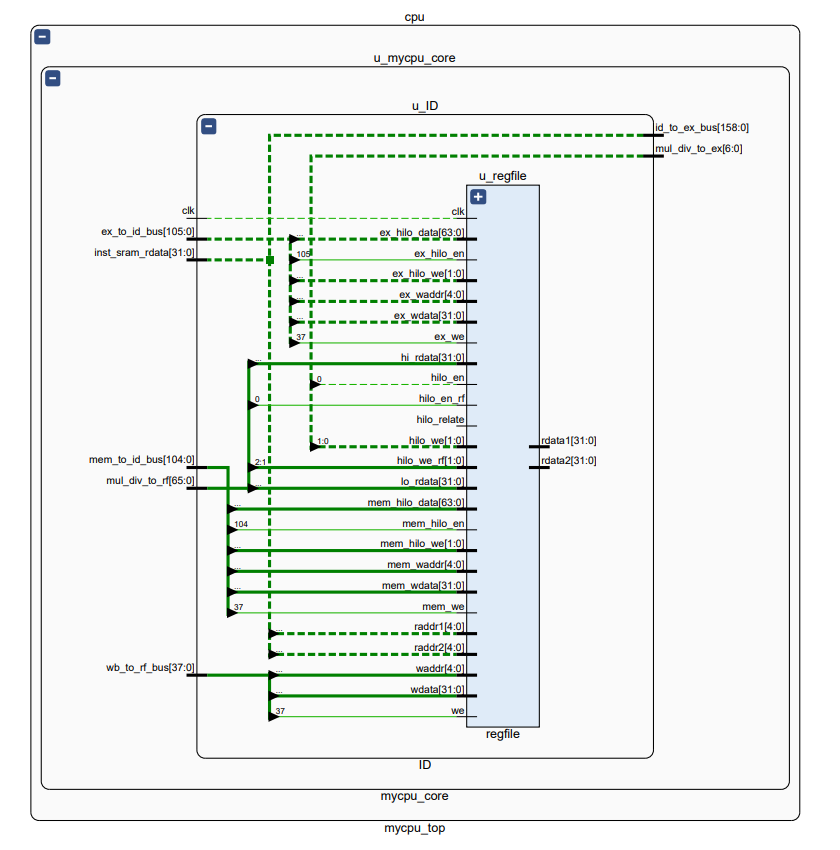 cpu
u_mycpu_core
u_ID
id_to_ex_bus[158:0]
mul_div_to_ex[6:0]
u_regfile
clk
clk
ex_to_id_bus[105:0]
...
ex_hilo_data[63:0]
inst_sram_rdata[31:0]
105
ex_hilo_en
...
ex_hilo_we[1:0]
...
ex_waddr[4:0]
...
ex_wdata[31:0]
37
ex_we
...
hi_rdata[31:0]
0
hilo_en
0
hilo_en_rf
hilo_relate
1:0
hilo_we[1:0]
rdata1[31:0]
mem_to_id_bus[104:0]
2:1
hilo_we_rf[1:0]
rdata2[31:0]
mul_div_to_rf[65:0]
...
lo_rdata[31:0]
...
mem_hilo_data[63:0]
104
mem_hilo_en
...
mem_hilo_we[1:0]
...
mem_waddr[4:0]
...
mem_wdata[31:0]
37
mem_we
...
raddr1[4:0]
...
raddr2[4:0]
wb_to_rf_bus[37:0]
...
waddr[4:0]
...
wdata[31:0]
37
we
regfile
ID
mycpu_core
mycpu_top